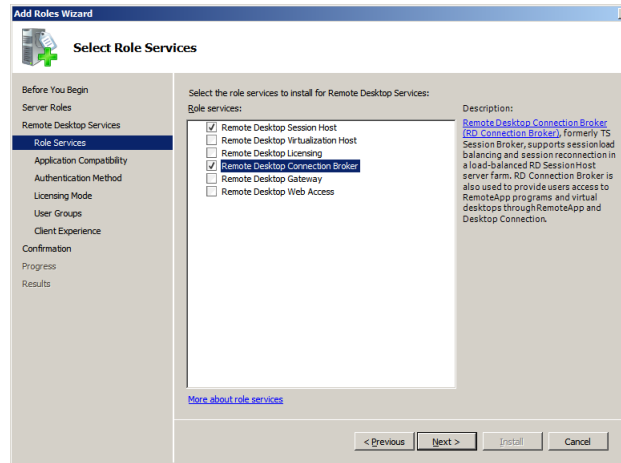 Add Roles Wizard
Select Role Services
Before You Begin
Server Roles
Remote Desktop Services
Role Services
Application Compatibility
Authentication Method
Licensing Mode
User Groups
Client Experience
Confirmation
Progress
Results
Select the role services to install for Remote Desktop Services:
Role services:
Remote Desktop Session Host
Remote Desktop Virtualization Host
Remote Desktop Licensing
Remote Desktop Connection Broker
Remote Desktop Gateway
Remote Desktop Web Access
More about role services
Description:
Remote Desktop Connection Broker
(RD Connection Broker), formerly TS
Session Broker, supports session load
balancing and session reconnection in
a load-balanced RD Session Host
server farm. RD Connection Broker is
also used to provide users access to
RemoteApp programs and virtual
desktops through RemoteApp and
Desktop Connection.
< Previous
Next >
Install
Cancel